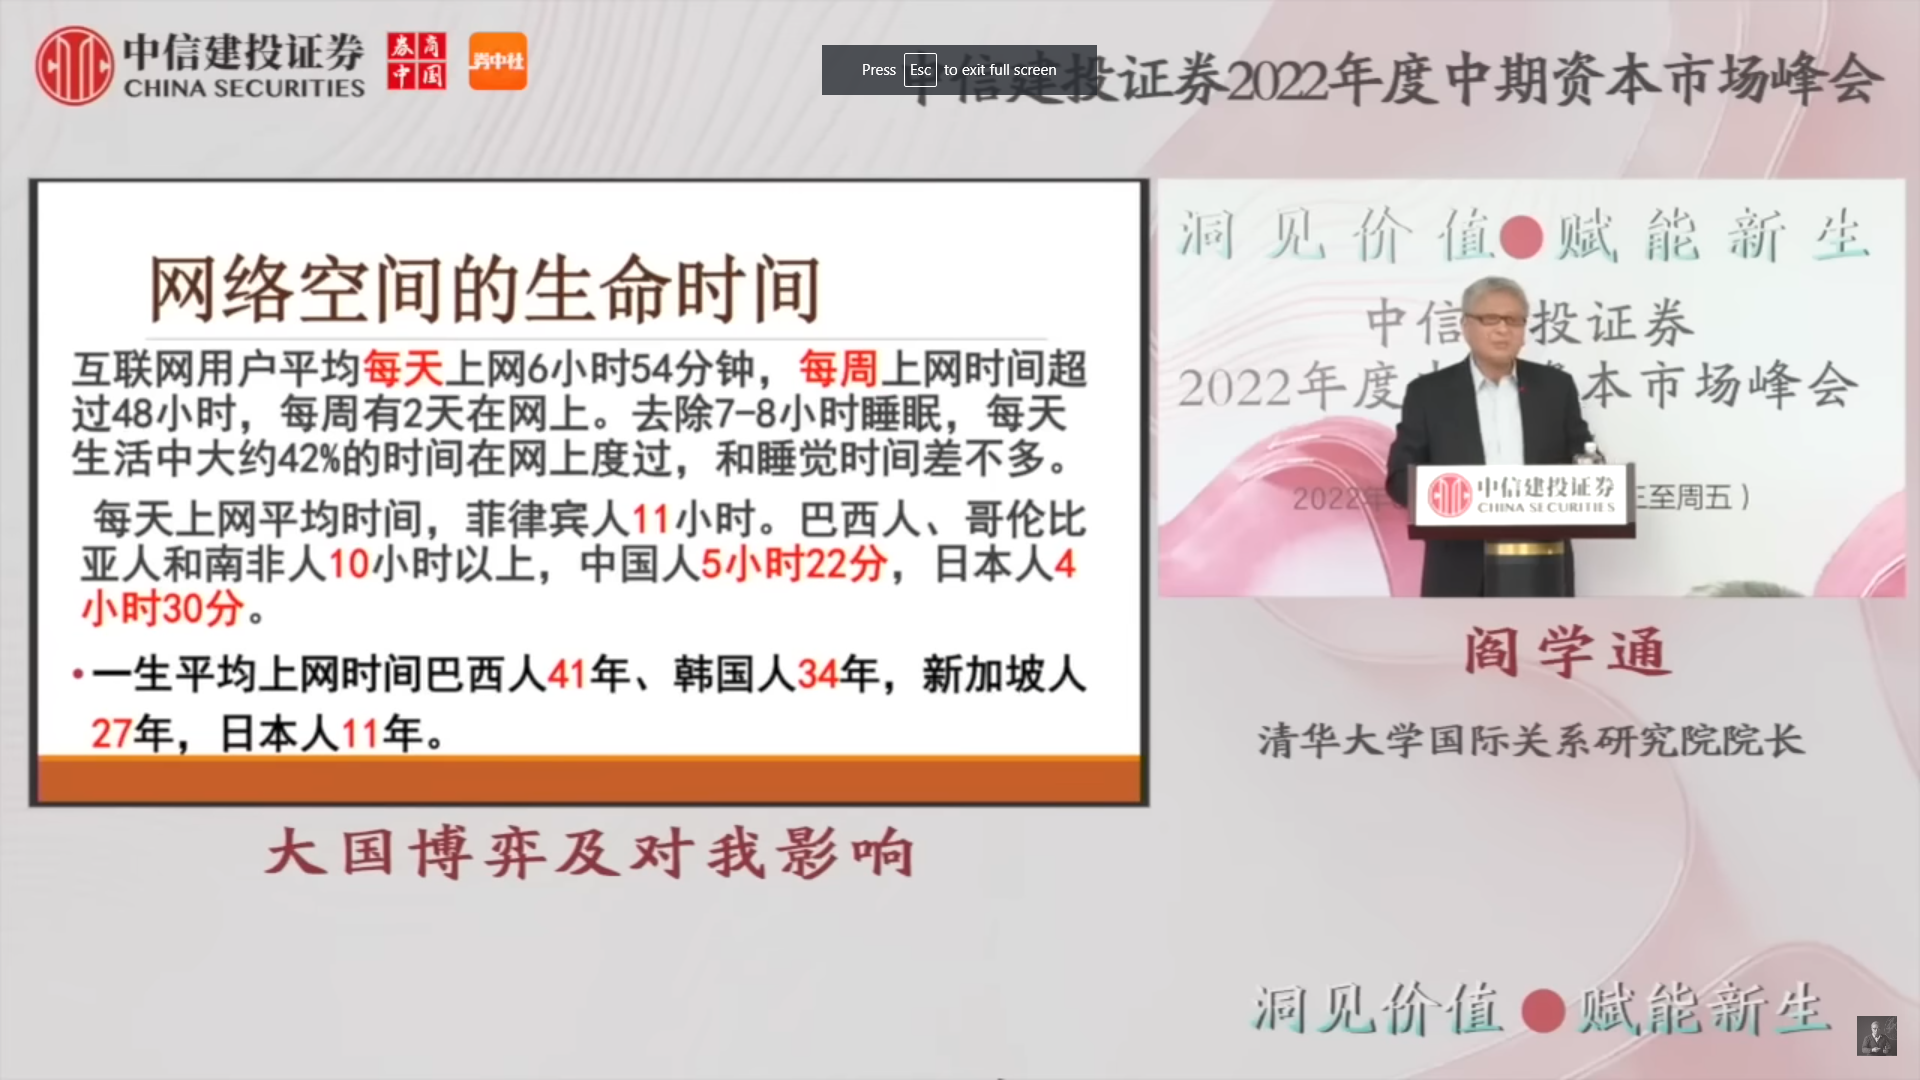 中信建投证券
CHINA SECURITIES
券商
中国
券中社
Press Esc to exit full screen
中信建投证券2022年度中期资本市场峰会
网络空间的生命时间
互联网用户平均每天上网6小时54分钟，每周上网时间超
过48小时，每周有2天在网上。去除7-8小时睡眠，每天
生活中大约42%的时间在网上度过，和睡觉时间差不多。
每天上网平均时间，菲律宾人11小时。巴西人、哥伦比
亚人和南非人10小时以上，中国人5小时22分，日本人4
小时30分。
•一生平均上网时间巴西人41年、韩国人34年，新加坡人
27年，日本人11年。
洞见价值●赋能新生
中信 投证券
2022年度 资本市场峰会
2022年 至周五）
中信建投证券
CHINA SECURITIES
阎学通
清华大学国际关系研究院院长
大国博弈及对我影响
洞见价值●赋能新生